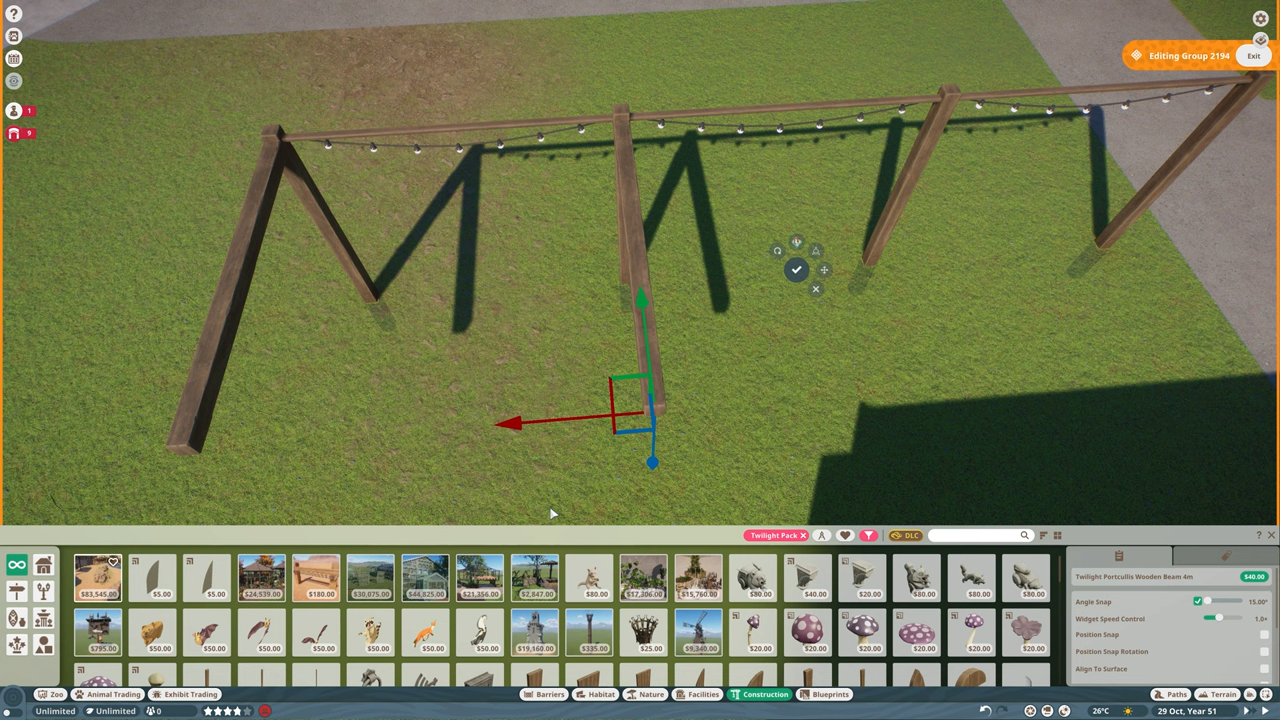 ?
1
9
Editing Group 2194
Exit
Twilight Pack ×
DLC
?
$83,545.00
$5.00
$5.00
$24,539.00
$180.00
$30,075.00
$44,825.00
$21,356.00
$2,847.00
$80.00
$17,306.00
$15,760.00
$80.00
$40.00
$20.00
$80.00
$80.00
$80.00
$795.00
$50.00
$50.00
$50.00
$50.00
$50.00
$50.00
$50.00
$19,160.00
$335.00
$25.00
$9,340.00
$20.00
$20.00
$20.00
$20.00
$20.00
$20.00
Twilight Portcullis Wooden Beam 4m
$40.00
Angle Snap
15.00°
Widget Speed Control
1.0×
Position Snap
Position Snap Rotation
Align To Surface
Zoo
Animal Trading
Exhibit Trading
Barriers
Habitat
Nature
Facilities
Construction
Blueprints
Paths
Terrain
Unlimited
Unlimited
0
26°C
29 Oct, Year 51